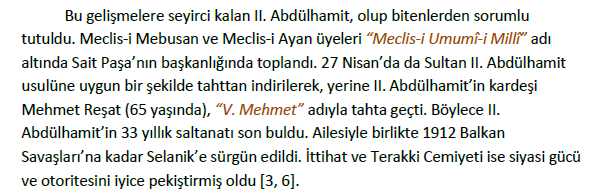 Bu gelişmelere seyirci kalan II. Abdülhamit, olup bitenlerden sorumlu
tutuldu. Meclis-i Mebusan ve Meclis-i Ayan üyeleri “Meclis-i Umumî-i Millî” adı
altında Sait Paşa’nın başkanlığında toplandı. 27 Nisan’da da Sultan II. Abdülhamit
usulüne uygun bir şekilde tahttan indirilerek, yerine II. Abdülhamit’in kardeşi
Mehmet Reşat (65 yaşında), “V. Mehmet” adıyla tahta geçti. Böylece II.
Abdülhamit’in 33 yıllık saltanatı son buldu. Ailesiyle birlikte 1912 Balkan
Savaşları’na kadar Selanik’e sürgün edildi. İttihat ve Terakki Cemiyeti ise siyasi gücü
ve otoritesini iyice pekiştirmiş oldu [3, 6].